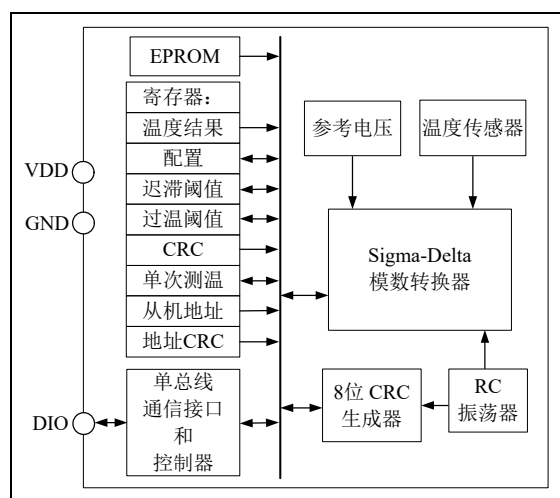 EPROM
寄存器：
温度结果
配置
迟滞阈值
过温阈值
CRC
单次测温
从机地址
地址CRC
单总线
通信接口
和
控制器
VDD
GND
DIO
参考电压
温度传感器
Sigma-Delta
模数转换器
8位 CRC
生成器
RC
振荡器